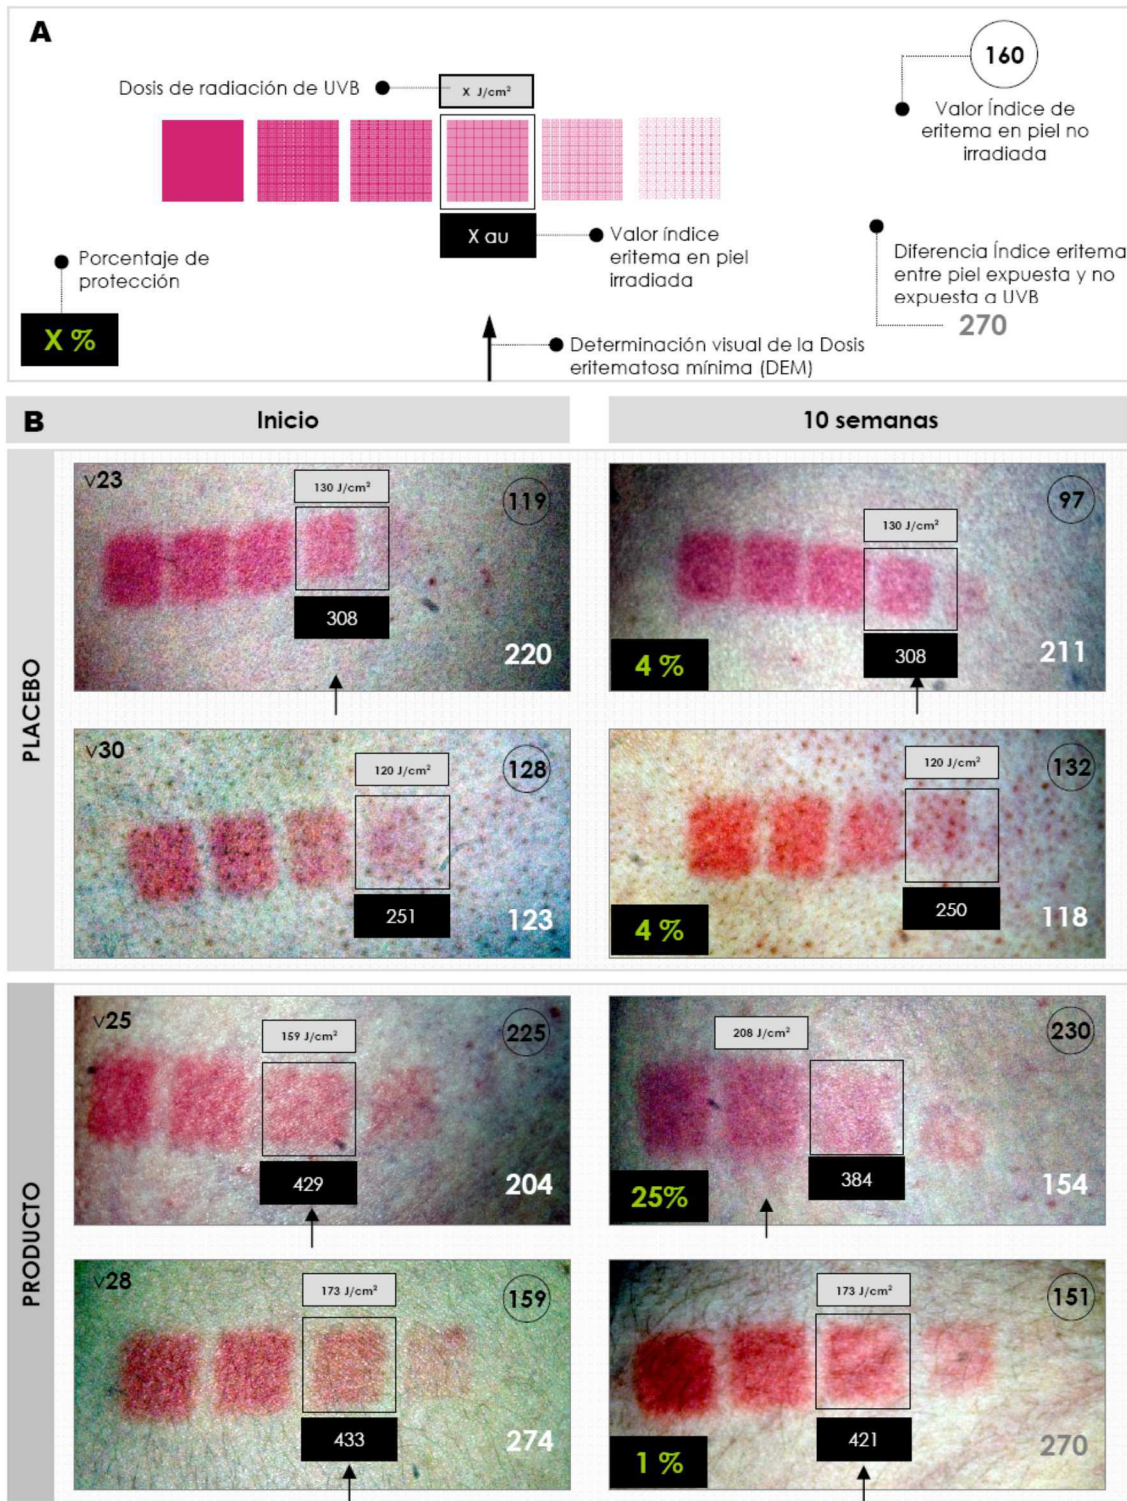 A
160
Dosis de radiación de UVB
X J/cm²
Valor Índice de
eritema en piel no
irradiada
X au
Valor índice
eritema en piel
irradiada
Porcentaje de
protección
X %
Diferencia Índice eritema
entre piel expuesta y no
expuesta a UVB
270
Determinación visual de la Dosis
eritematosa mínima (DEM)
B
Inicio
10 semanas
PLACEBO
v23
130 J/cm²
119
308
220
130 J/cm²
97
308
4 %
211
v30
120 J/cm²
128
251
123
120 J/cm²
132
250
4 %
118
PRODUCTO
v25
159 J/cm²
225
429
204
208 J/cm²
230
384
25%
154
v28
173 J/cm²
159
433
274
173 J/cm²
151
421
1 %
270